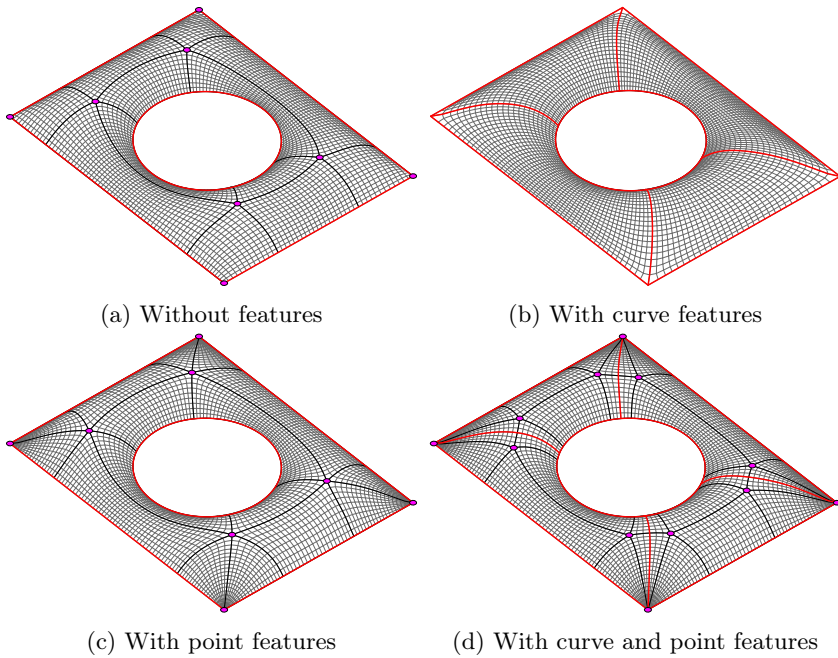 (a) Without features
(b) With curve features
(c) With point features
(d) With curve and point features